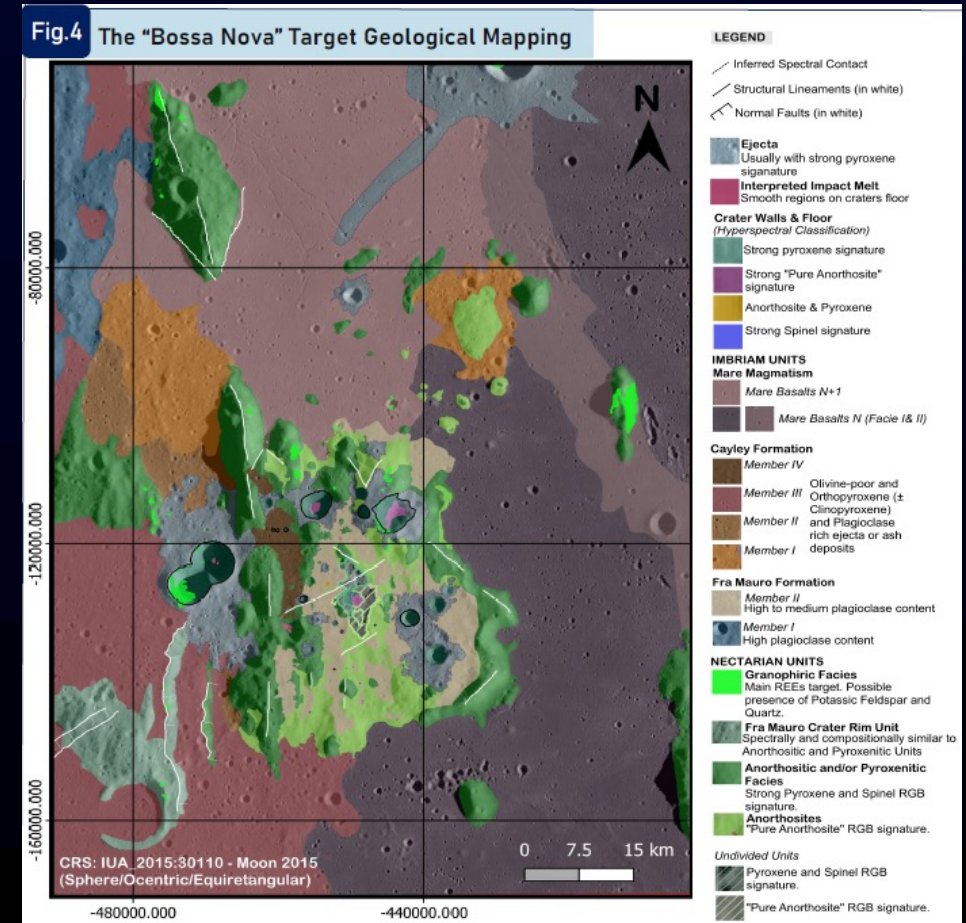 Fig.4
The “Bossa Nova” Target Geological Mapping
N
-80000.000
-120000.000
-160000.000
CRS: IUA_2015:30110 - Moon 2015
(Sphere/Ocentric/Equiretangular)
0 7.5 15 km
-480000.000
-440000.000
LEGEND
Inferred Spectral Contact
Structural Lineaments (in white)
Normal Faults (in white)
Ejecta
Usually with strong pyroxene
siganature
Interpreted Impact Melt
Smooth regions on craters floor
Crater Walls & Floor
(Hyperspectral Classification)
Strong pyroxene signature
Strong "Pure Anorthosite"
signature
Anorthosite & Pyroxene
Strong Spinel signature
IMBRIAM UNITS
Mare Magmatism
Mare Basalts N+1
Mare Basalts N (Facie I& II)
Cayley Formation
Member IV
Member III
Member II
Member I
Olivine-poor and
Orthopyroxene (±
Clinopyroxene)
and Plagioclase
rich ejecta or ash
deposits
Fra Mauro Formation
Member II
High to medium plagioclase content
Member I
High plagioclase content
NECTARIAN UNITS
Granophiric Facies
Main REEs target. Possible
presence of Potassic Feldspar and
Quartz.
Fra Mauro Crater Rim Unit
Spectrally and compositionally similar to
Anorthositic and Pyroxenitic Units
Anorthositic and/or Pyroxenitic
Facies
Strong Pyroxene and Spinel RGB
signature.
Anorthosites
"Pure Anorthosite" RGB signature.
Undivided Units
Pyroxene and Spinel RGB
signature.
"Pure Anorthosite" RGB signature.